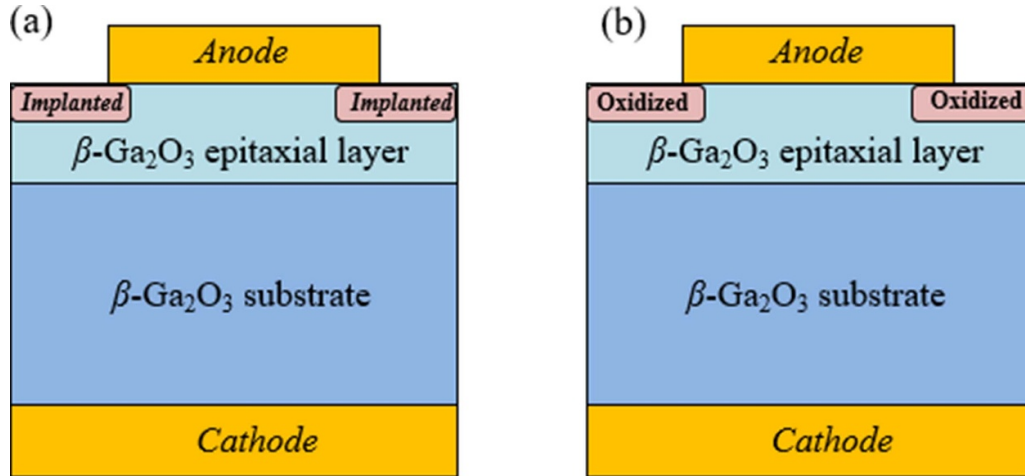 (a)
Anode
Implanted Implanted
β-Ga₂O₃ epitaxial layer
β-Ga₂O₃ substrate
Cathode
(b)
Anode
Oxidized Oxidized
β-Ga₂O₃ epitaxial layer
β-Ga₂O₃ substrate
Cathode